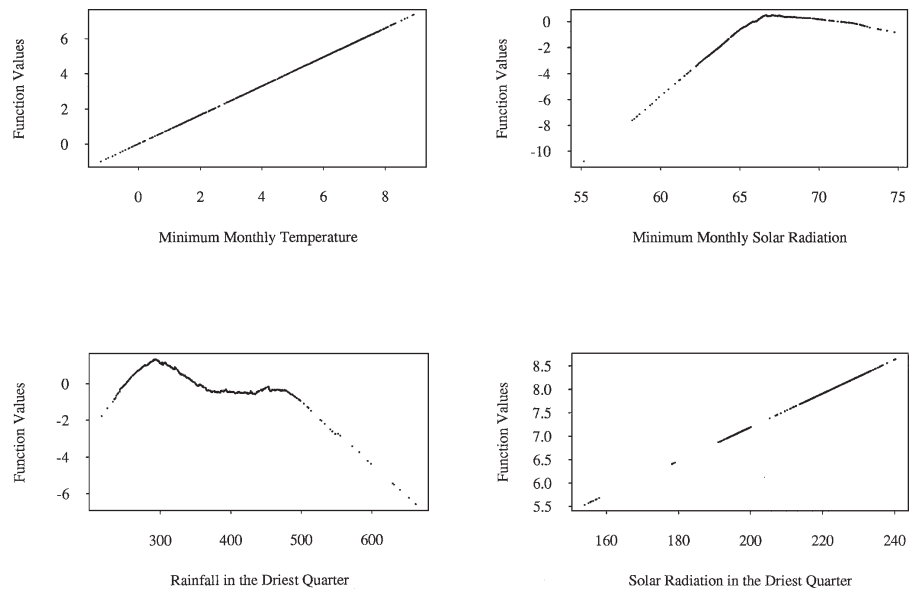 Function Values
6
4
2
0
0 2 4 6 8
Minimum Monthly Temperature
Function Values
0
-2
-4
-6
-8
-10
55 60 65 70 75
Minimum Monthly Solar Radiation
Function Values
0
-2
-4
-6
300 400 500 600
Rainfall in the Driest Quarter
Function Values
8.5
8.0
7.5
7.0
6.5
6.0
5.5
160 180 200 220 240
Solar Radiation in the Driest Quarter